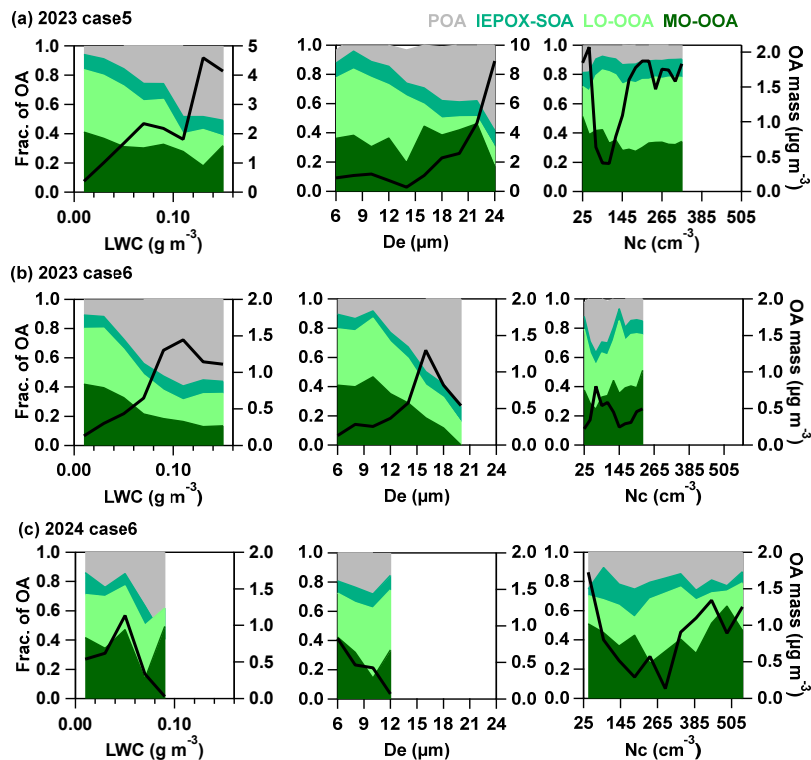 POA IEPOX-SOA LO-OOA MO-OOA
(a) 2023 case5
Frac. of OA
1.0 0.8 0.6 0.4 0.2 0.0
5 4 3 2 1 0
0.00 0.10
LWC (g m⁻³)
1.0 0.8 0.6 0.4 0.2 0.0
10 8 6 4 2 0
6 9 12 15 18 21 24
De (µm)
1.0 0.8 0.6 0.4 0.2 0.0
2.0 1.5 1.0 0.5 0.0
25 145 265 385 505
Nc (cm⁻³)
OA mass (µg m⁻³)
(b) 2023 case6
Frac. of OA
1.0 0.8 0.6 0.4 0.2 0.0
2.0 1.5 1.0 0.5 0.0
0.00 0.10
LWC (g m⁻³)
1.0 0.8 0.6 0.4 0.2 0.0
2.0 1.5 1.0 0.5 0.0
6 9 12 15 18 21 24
De (µm)
1.0 0.8 0.6 0.4 0.2 0.0
2.0 1.5 1.0 0.5 0.0
25 145 265 385 505
Nc (cm⁻³)
OA mass (µg m⁻³)
(c) 2024 case6
Frac. of OA
1.0 0.8 0.6 0.4 0.2 0.0
2.0 1.5 1.0 0.5 0.0
0.00 0.10
LWC (g m⁻³)
1.0 0.8 0.6 0.4 0.2 0.0
2.0 1.5 1.0 0.5 0.0
6 9 12 15 18 21 24
De (µm)
1.0 0.8 0.6 0.4 0.2 0.0
2.0 1.5 1.0 0.5 0.0
25 145 265 385 505
Nc (cm⁻³)
OA mass (µg m⁻³)